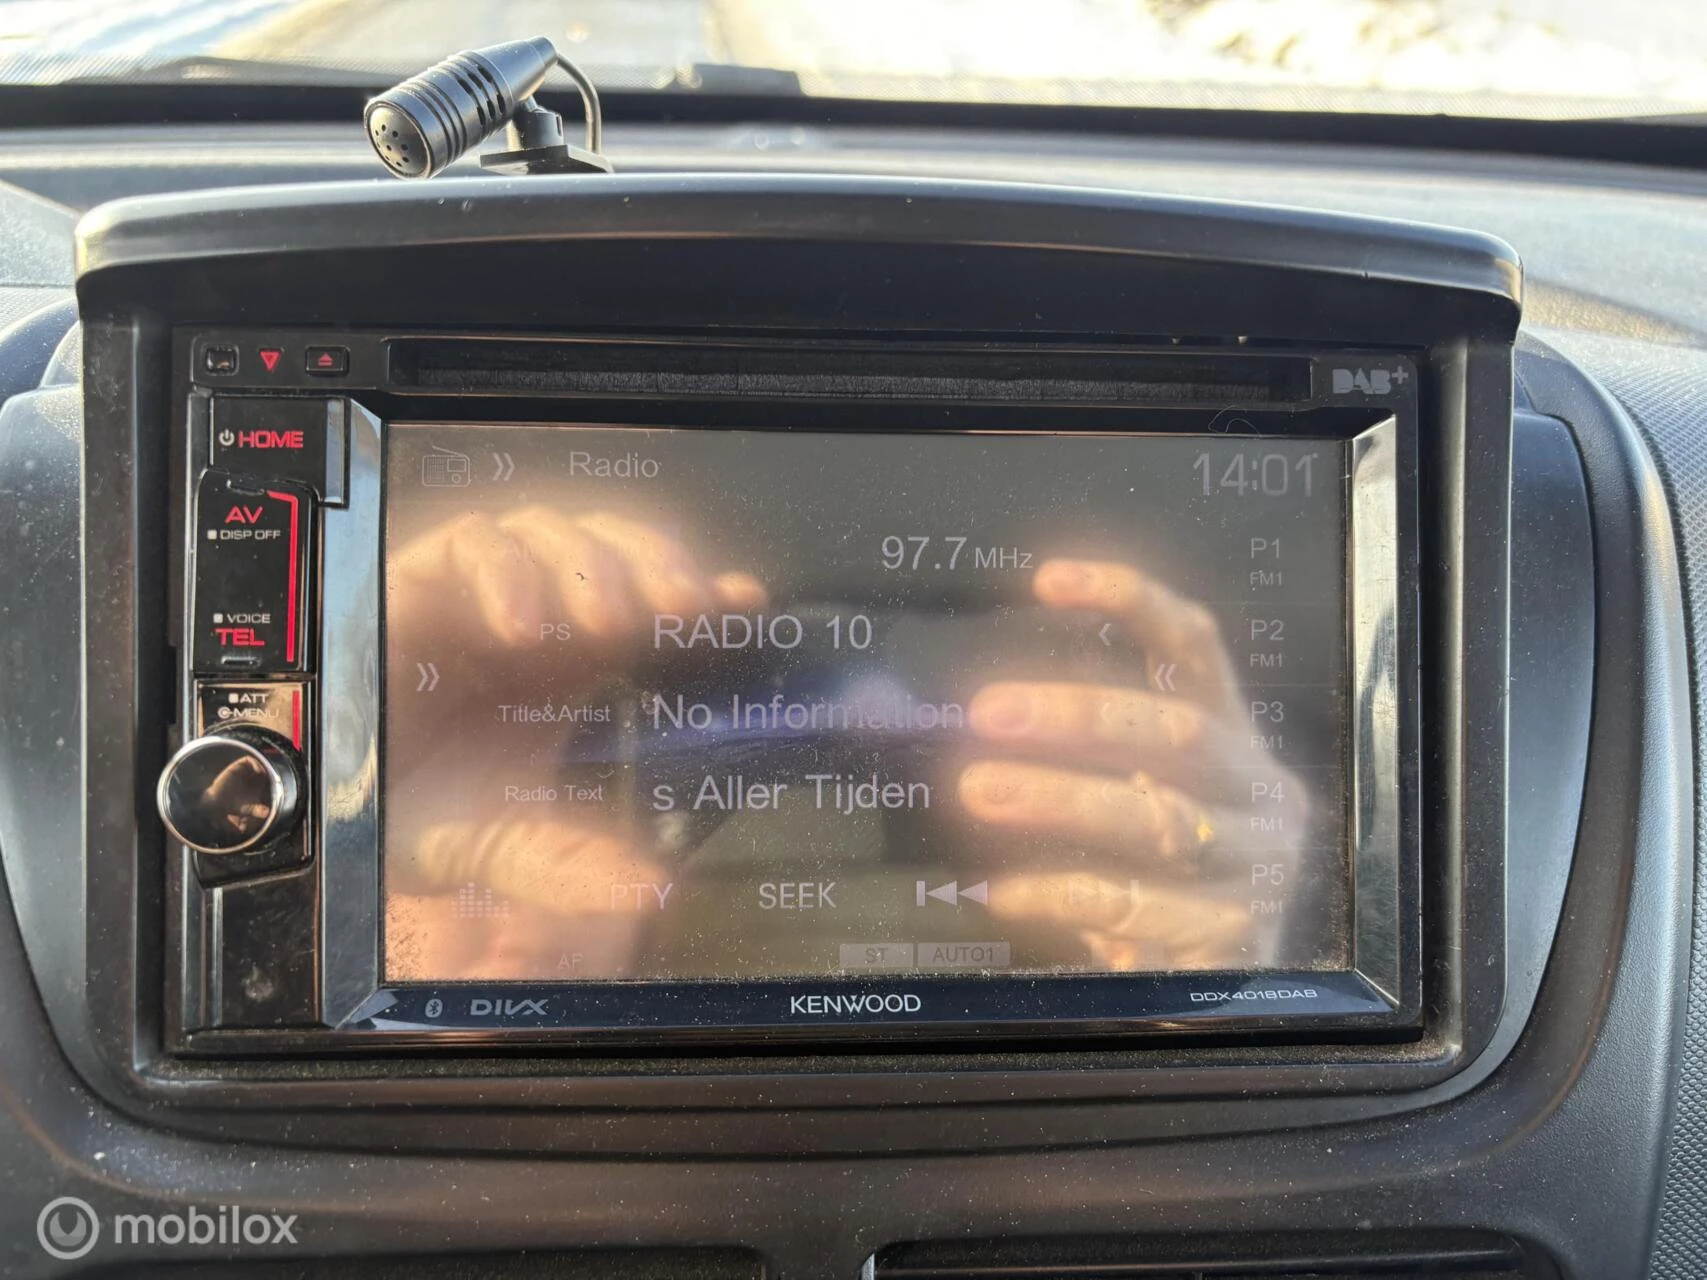 DAB+
HOME
AV
DISP OFF
VOICE
TEL
ATT
Radio
14:01
97.7 MHz
PS RADIO 10
Title&Artist No Information
Radio Text s Aller Tijden
P1
FM1
P2
FM1
P3
FM1
P4
FM1
P5
FM1
PTY SEEK
AF ST AUTO1
DIVX KENWOOD DDX4018DAB
mobilox